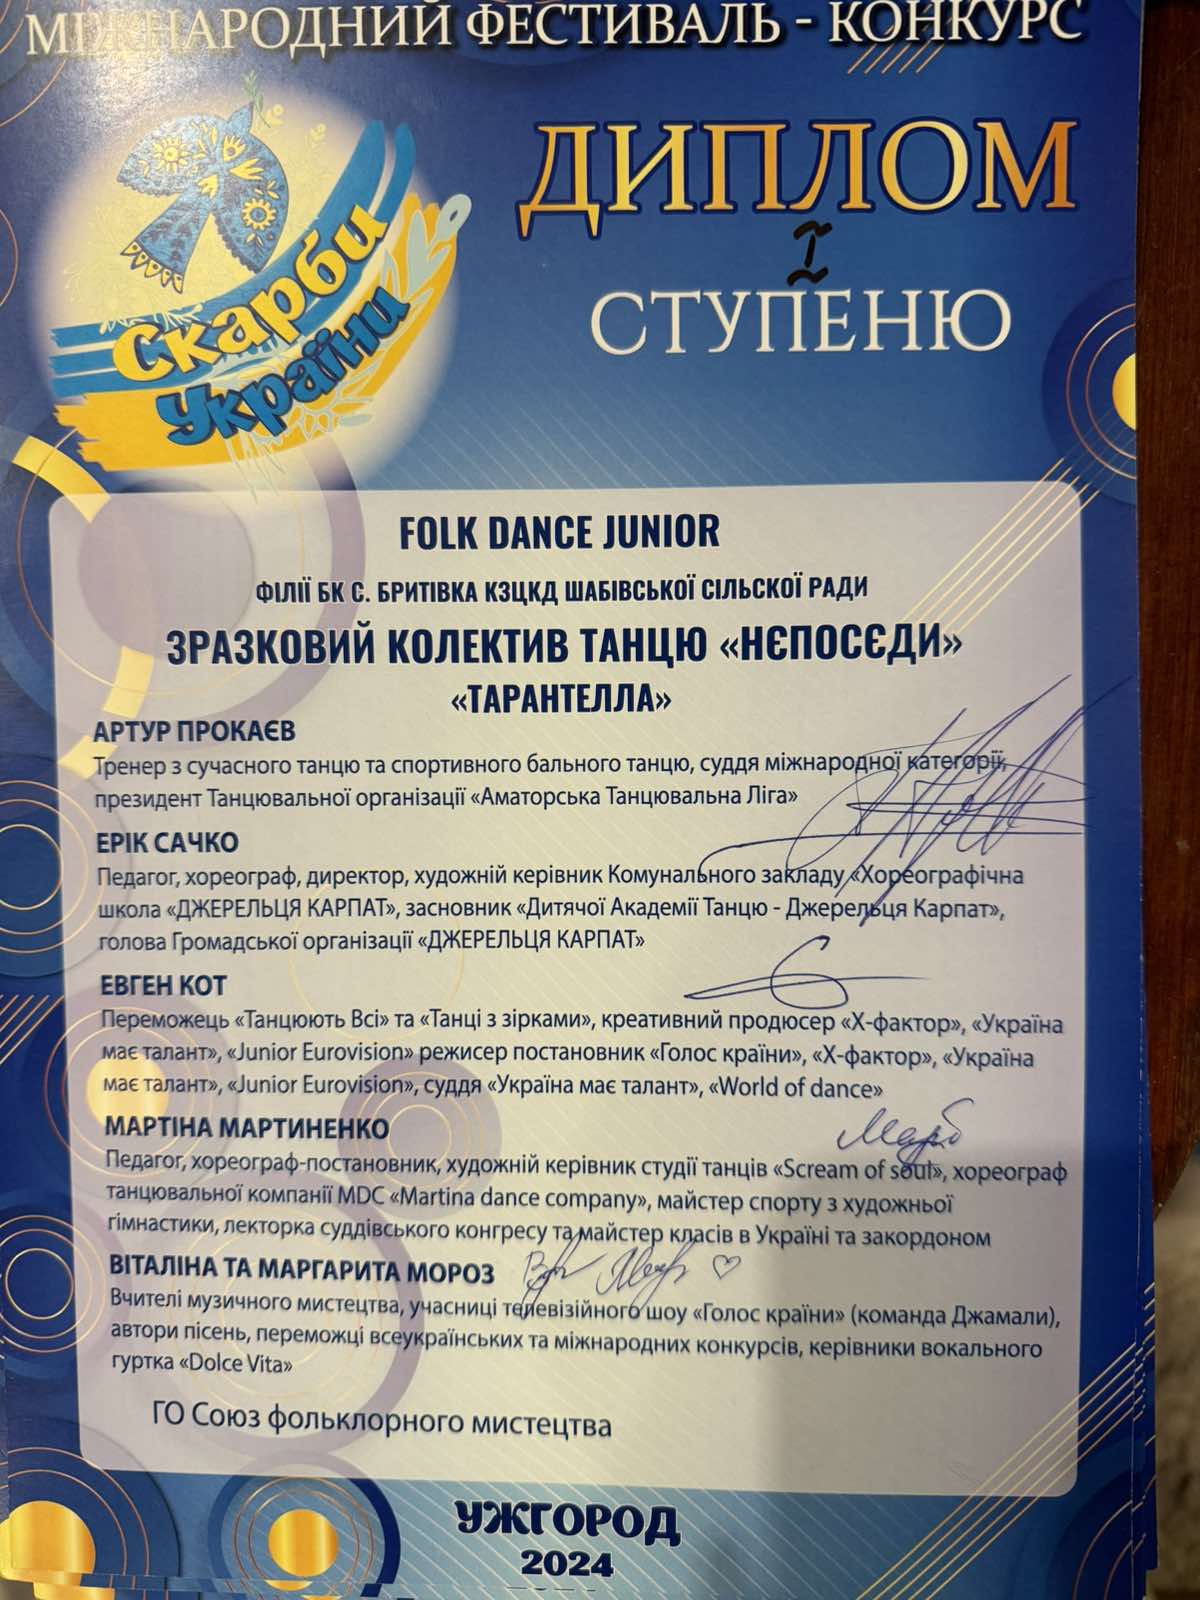 МІЖНАРОДНИЙ ФЕСТИВАЛЬ - КОНКУРС
Скарби
України
ДИПЛОМ
I
СТУПЕНЮ
FOLK DANCE JUNIOR
ФІЛІЇ БК С. БРИТІВКА КЗЦКД ШАБІВСЬКОЇ СІЛЬСКОЇ РАДИ
ЗРАЗКОВИЙ КОЛЕКТИВ ТАНЦЮ «НЄПОСЄДИ»
«ТАРАНТЕЛЛА»
АРТУР ПРОКАЄВ
Тренер з сучасного танцю та спортивного бального танцю, суддя міжнародної категорії,
президент Танцювальної організації «Аматорська Танцювальна Ліга»
ЕРІК САЧКО
Педагог, хореограф, директор, художній керівник Комунального закладу «Хореографічна
школа «ДЖЕРЕЛЬЦЯ КАРПАТ», засновник «Дитячої Академії Танцю - Джерельця Карпат»,
голова Громадської організації «ДЖЕРЕЛЬЦЯ КАРПАТ»
ЕВГЕН КОТ
Переможець «Танцюють Всі» та «Танці з зірками», креативний продюсер «Х-фактор», «Україна
має талант», «Junior Eurovision» режисер постановник «Голос країни», «Х-фактор», «Україна
має талант», «Junior Eurovision», суддя «Україна має талант», «World of dance»
МАРТІНА МАРТИНЕНКО
Педагог, хореограф-постановник, художній керівник студії танців «Scream of soul», хореограф
танцювальної компанії MDC «Martina dance company», майстер спорту з художньої
гімнастики, лекторка суддівського конгресу та майстер класів в Україні та закордоном
ВІТАЛІНА ТА МАРГАРИТА МОРОЗ
Вчителі музичного мистецтва, учасниці телевізійного шоу «Голос країни» (команда Джамали),
автори пісень, переможці всеукраїнських та міжнародних конкурсів, керівники вокального
гуртка «Dolce Vita»
ГО Союз фольклорного мистецтва
УЖГОРОД
2024